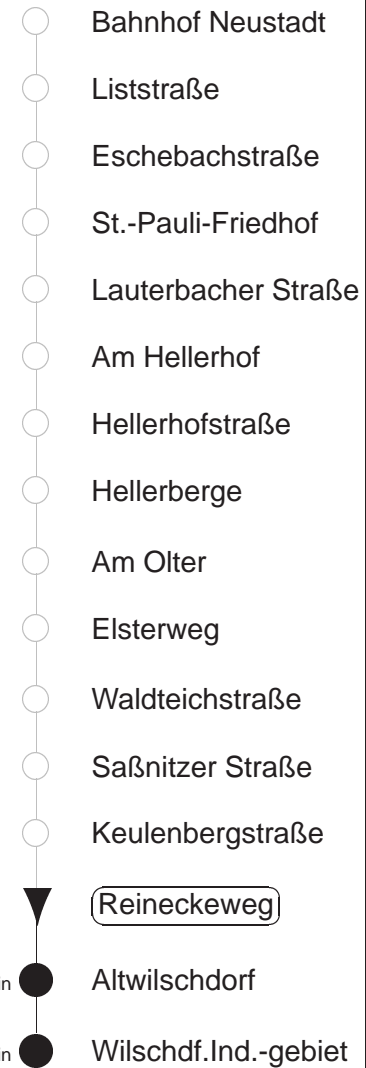 Bahnhof Neustadt
Liststraße
Eschebachstraße
St.-Pauli-Friedhof
Lauterbacher Straße
Am Hellerhof
Hellerhofstraße
Hellerberge
Am Olter
Elsterweg
Waldteichstraße
Saßnitzer Straße
Keulenbergstraße
Reineckeweg
Altwilschdorf
Wilschdf.Ind.-gebiet